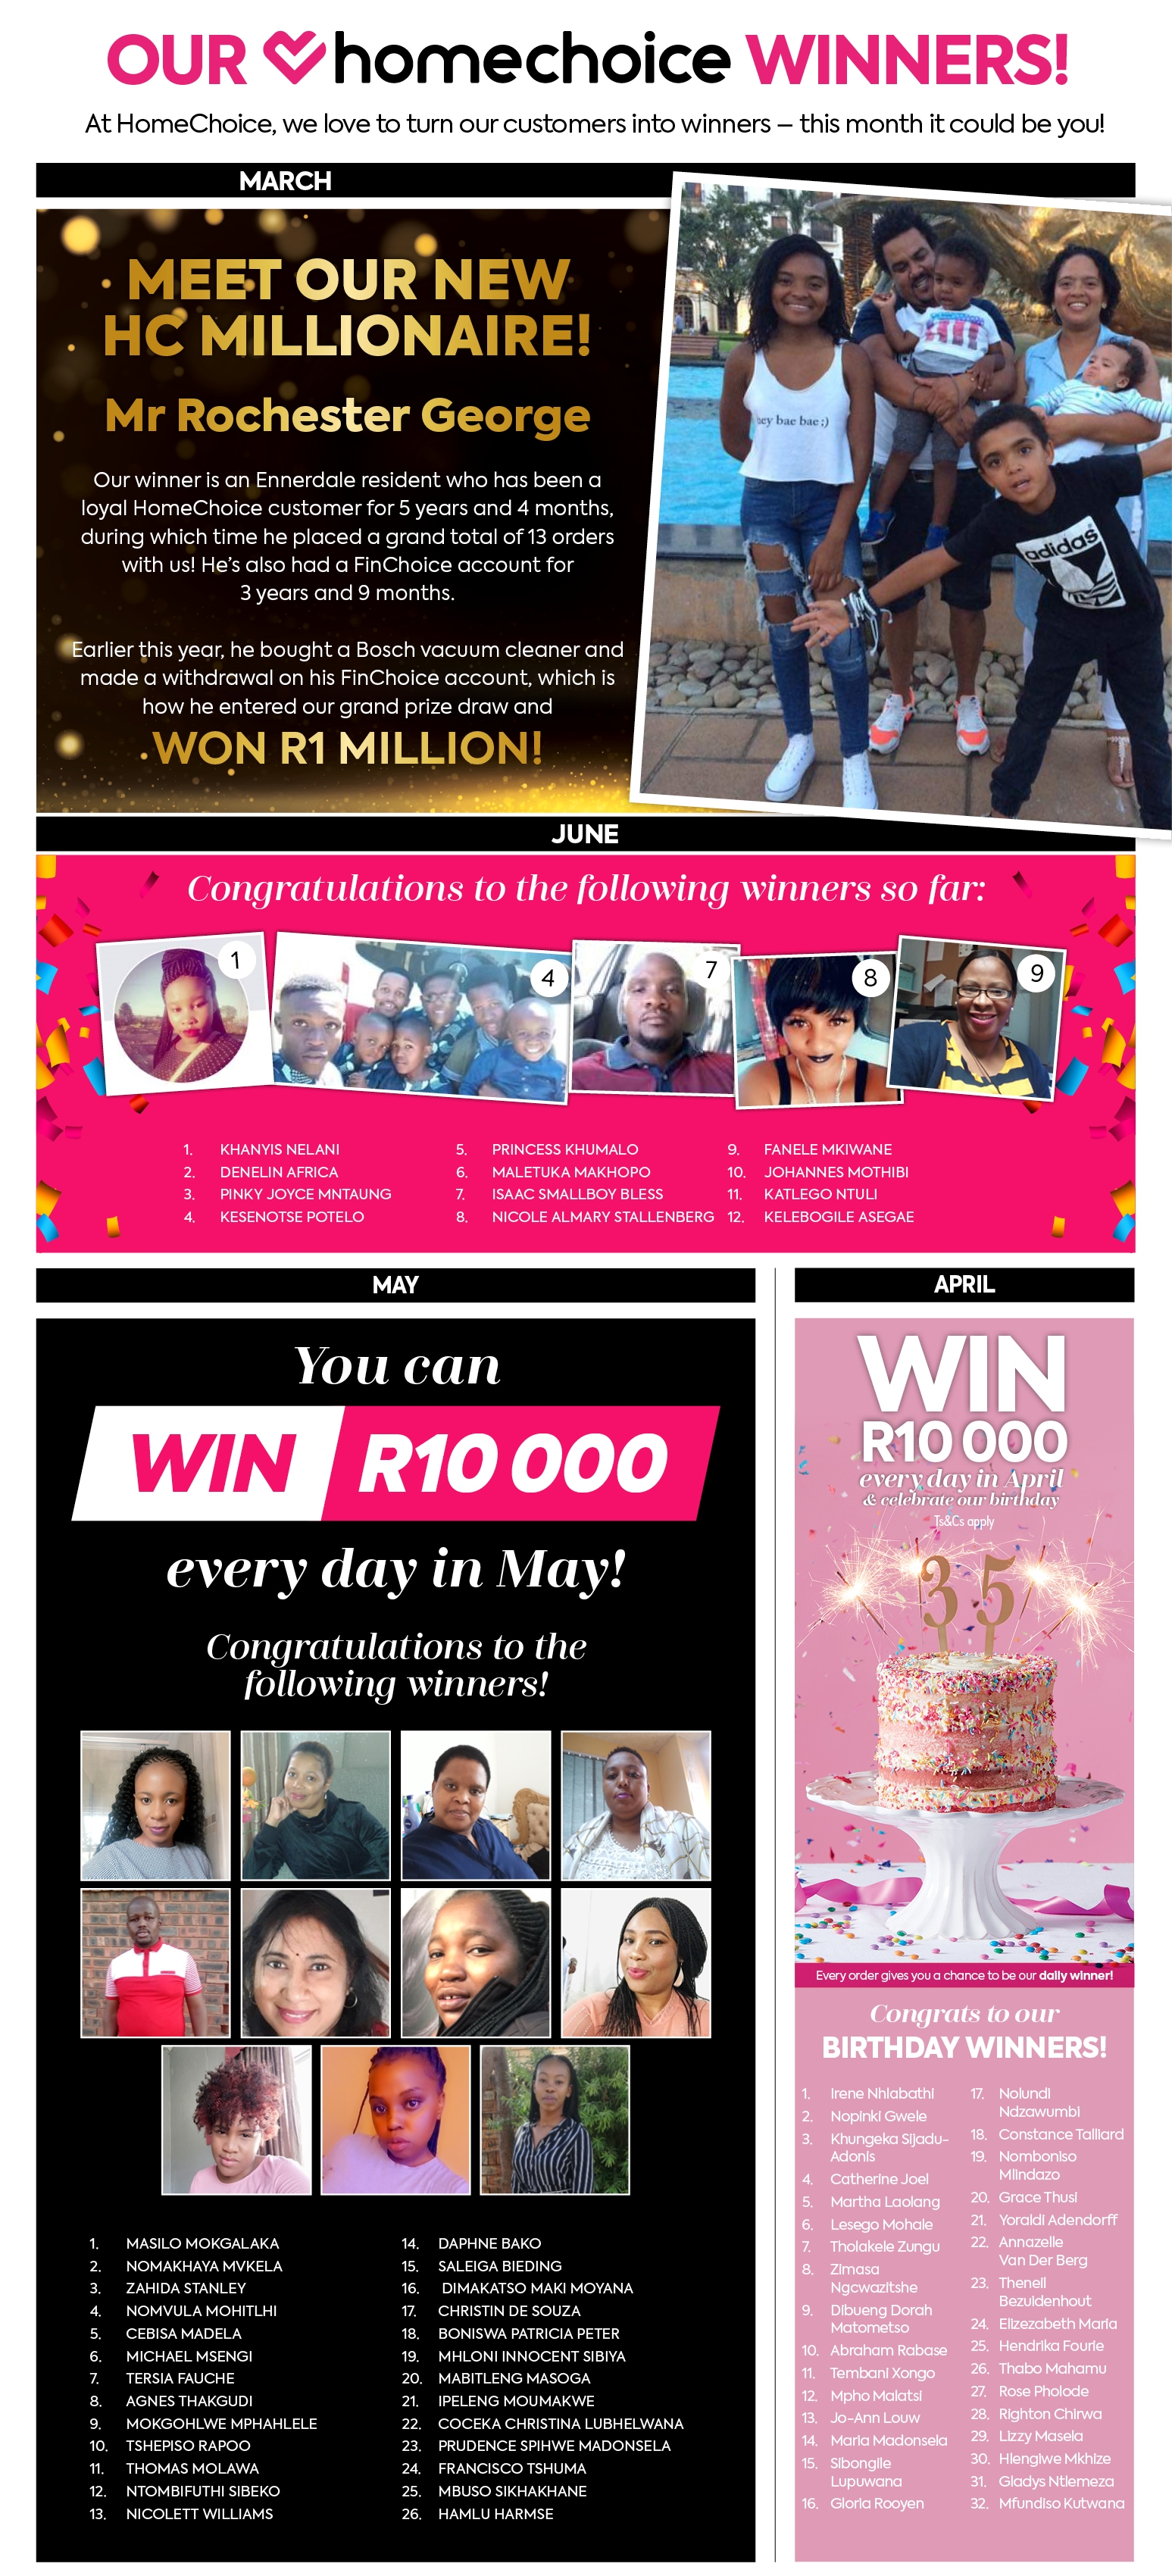 OUR homechoice WINNERS!
At HomeChoice, we love to turn our customers into winners – this month it could be you!
MARCH
MEET OUR NEW
HC MILLIONAIRE!
Mr Rochester George
Our winner is an Ennerdale resident who has been a
loyal HomeChoice customer for 5 years and 4 months,
during which time he placed a grand total of 13 orders
with us! He's also had a FinChoice account for
3 years and 9 months.
Earlier this year, he bought a Bosch vacuum cleaner and
made a withdrawal on his FinChoice account, which is
how he entered our grand prize draw and
WON R1 MILLION!
hey bae bae ;)
adidas
JUNE
Congratulations to the following winners so far:
1
4
7
8
9
1. KHANYIS NELANI
2. DENELIN AFRICA
3. PINKY JOYCE MNTAUNG
4. KESENOTSE POTELO
5. PRINCESS KHUMALO
6. MALETUKA MAKHOPO
7. ISAAC SMALLBOY BLESS
8. NICOLE ALMARY STALLENBERG
9. FANELE MKIWANE
10. JOHANNES MOTHIBI
11. KATLEGO NTULI
12. KELEBOGILE ASEGAE
MAY
You can
WIN R10 000
every day in May!
Congratulations to the
following winners!
1. MASILO MOKGALAKA
2. NOMAKHAYA MVKELA
3. ZAHIDA STANLEY
4. NOMVULA MOHITLHI
5. CEBISA MADELA
6. MICHAEL MSENGI
7. TERSIA FAUCHE
8. AGNES THAKGUDI
9. MOKGOHLWE MPHAHLELE
10. TSHEPISO RAPOO
11. THOMAS MOLAWA
12. NTOMBIFUTHI SIBEKO
13. NICOLETT WILLIAMS
14. DAPHNE BAKO
15. SALEIGA BIEDING
16. DIMAKATSO MAKI MOYANA
17. CHRISTIN DE SOUZA
18. BONISWA PATRICIA PETER
19. MHLONI INNOCENT SIBIYA
20. MABITLENG MASOGA
21. IPELENG MOUMAKWE
22. COCEKA CHRISTINA LUBHELWANA
23. PRUDENCE SPIHWE MADONSELA
24. FRANCISCO TSHUMA
25. MBUSO SIKHAKHANE
26. HAMLU HARMSE
APRIL
WIN
R10 000
every day in April
& celebrate our birthday
Ts&Cs apply
35
Every order gives you a chance to be our daily winner!
Congrats to our
BIRTHDAY WINNERS!
1. Irene Nhlabathi
2. Nopinki Gwele
3. Khungeka Sijadu-
Adonis
4. Catherine Joel
5. Martha Laolang
6. Lesego Mohale
7. Tholakele Zungu
8. Zimasa
Ngcwazitshe
9. Dibueng Dorah
Matometso
10. Abraham Rabase
11. Tembani Xongo
12. Mpho Malatsi
13. Jo-Ann Louw
14. Maria Madonsela
15. Sibongile
Lupuwana
16. Gloria Rooyen
17. Nolundi
Ndzawumbi
18. Constance Talliard
19. Nomboniso
Mlindazo
20. Grace Thusi
21. Yoraldi Adendorff
22. Annazelle
Van Der Berg
23. Thenell
Bezuidenhout
24. Elizezabeth Maria
25. Hendrika Fourie
26. Thabo Mahamu
27. Rose Pholode
28. Righton Chirwa
29. Lizzy Masela
30. Hlengiwe Mkhize
31. Gladys Ntlemeza
32. Mfundiso Kutwana